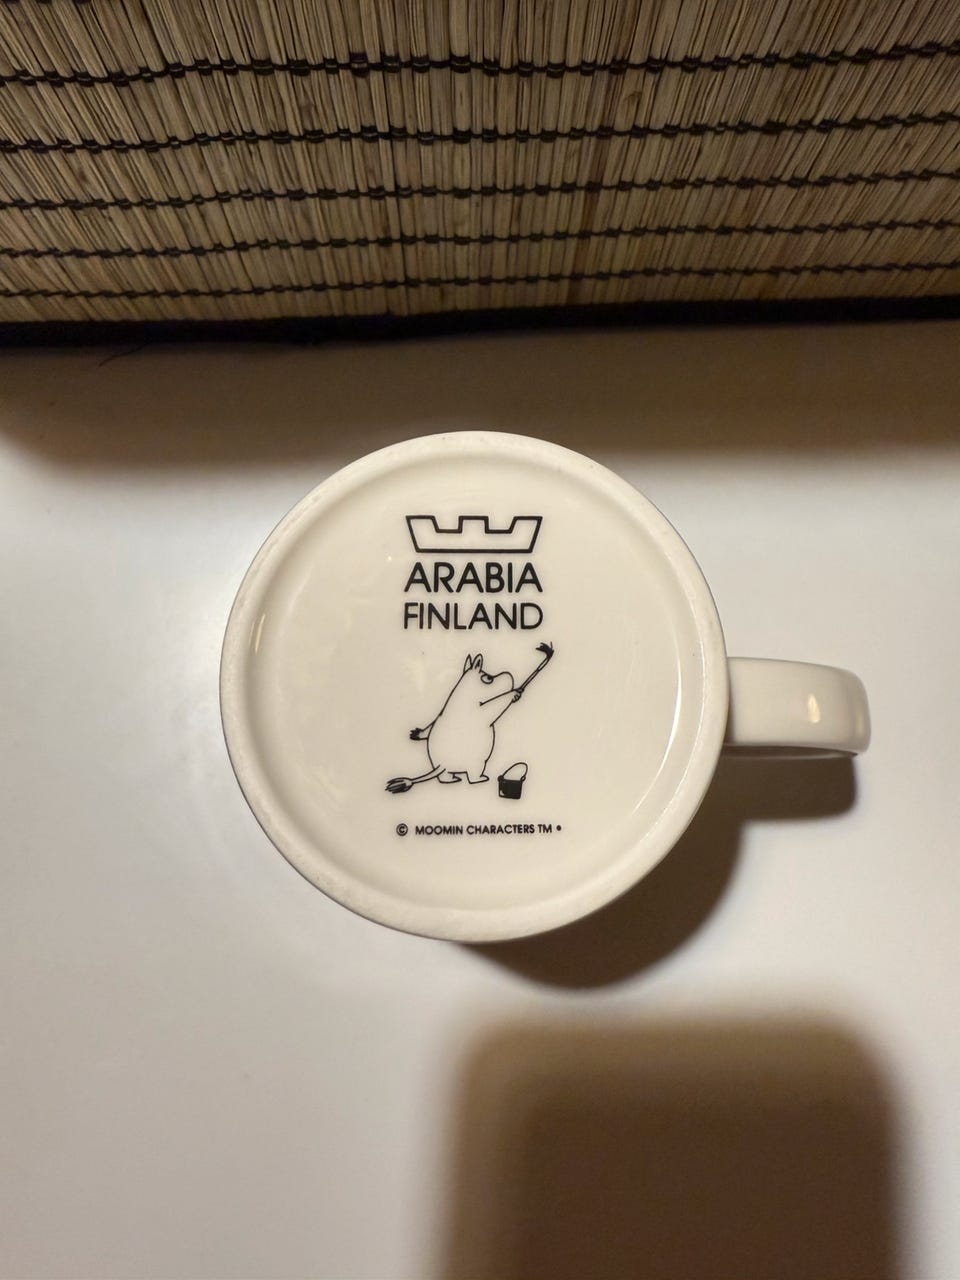 ARABIA
FINLAND
© MOOMIN CHARACTERS TM •